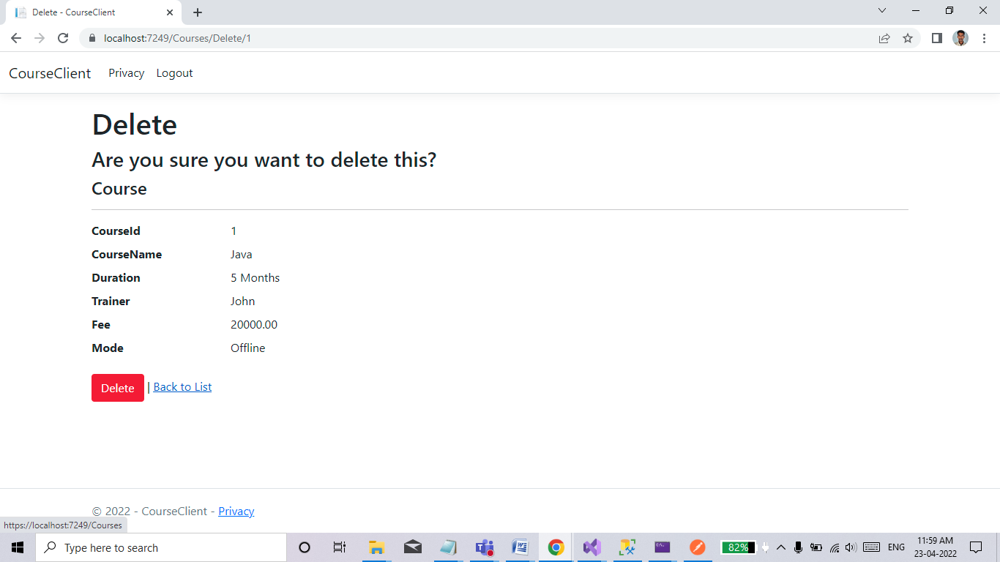 Delete - CourseClient
localhost:7249/Courses/Delete/1
CourseClient Privacy Logout
Delete
Are you sure you want to delete this?
Course
CourseId 1
CourseName Java
Duration 5 Months
Trainer John
Fee 20000.00
Mode Offline
Delete | Back to List
© 2022 - CourseClient - Privacy
https://localhost:7249/Courses
Type here to search 82% ENG 11:59 AM
23-04-2022